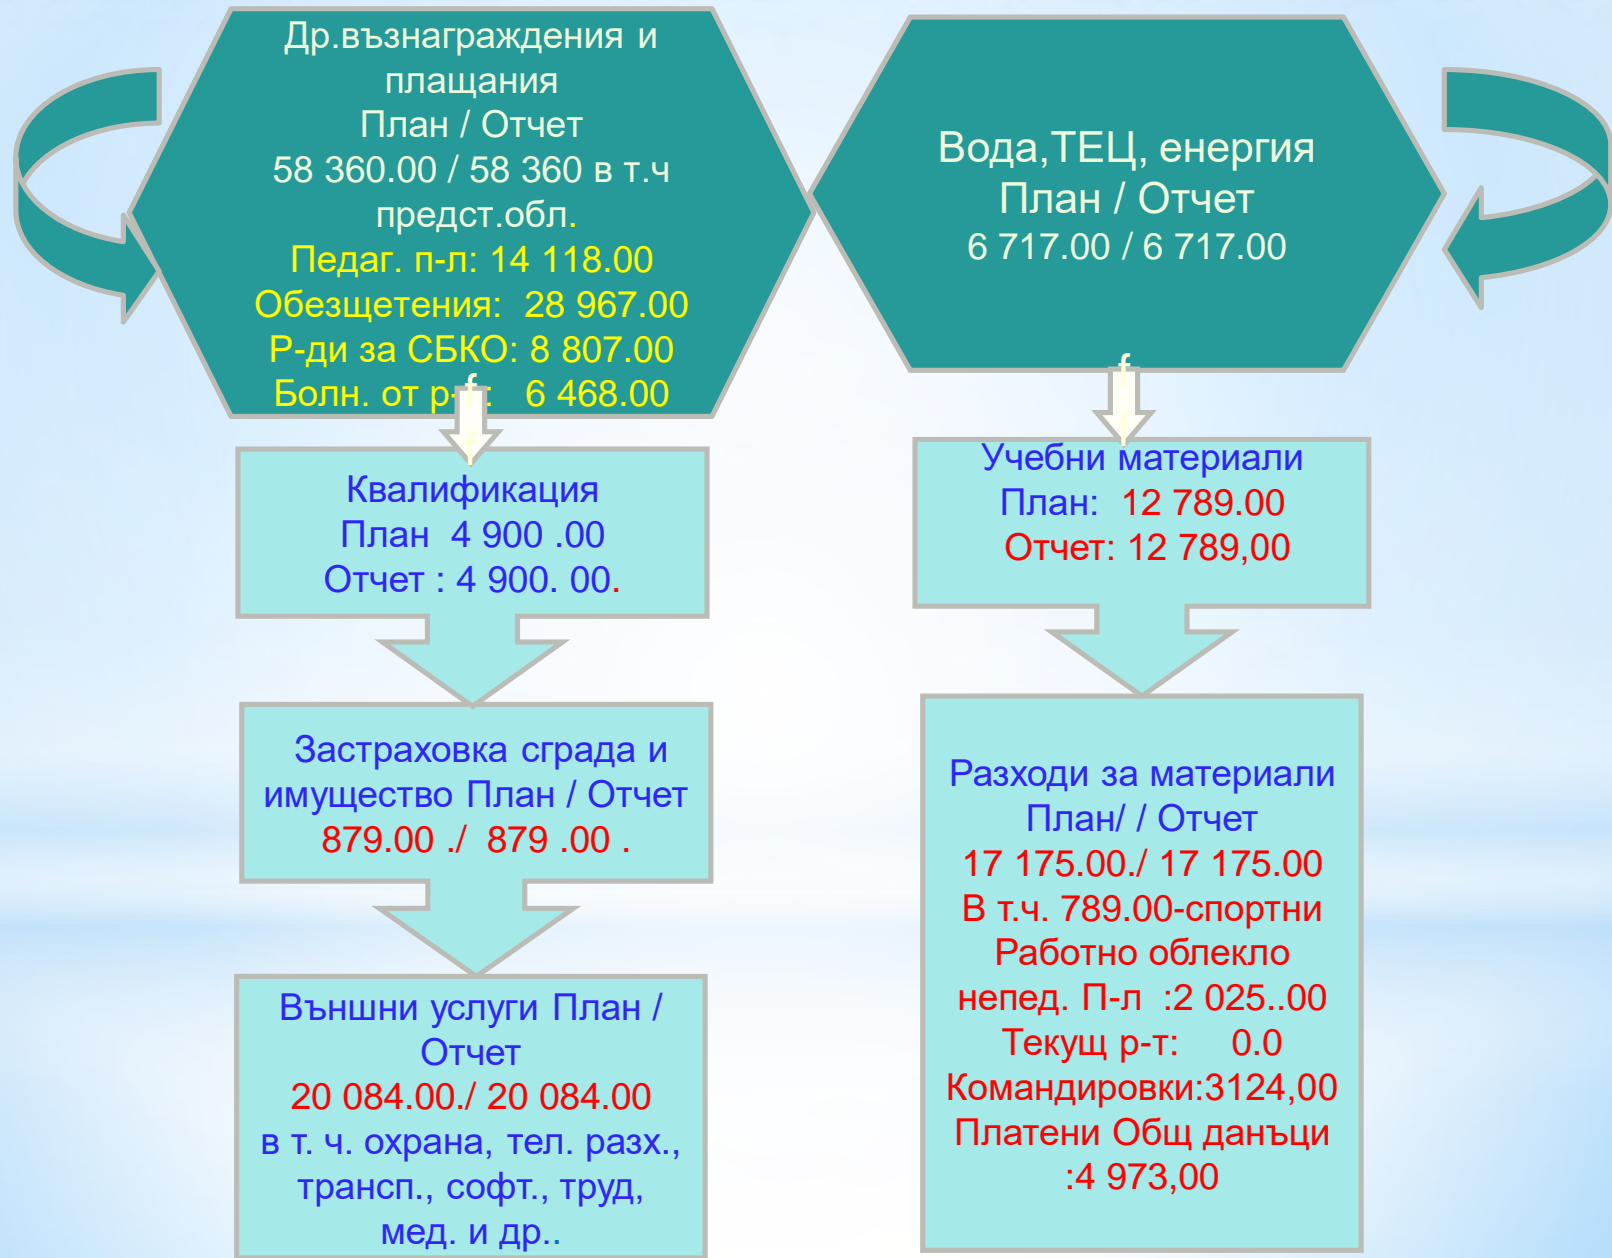 Др.възнаграждения и
плащания
План / Отчет
58 360.00 / 58 360 в т.ч
предст.обл.
Педаг. п-л: 14 118.00
Обезщетения: 28 967.00
Р-ди за СБКО: 8 807.00
Болн. от : 6 468.00
f
Квалификация
План 4 900 .00
Отчет : 4 900. 00.
Застраховка сграда и
имущество План / Отчет
879.00 ./ 879 .00 .
Външни услуги План /
Отчет
20 084.00./ 20 084.00
в т. ч. охрана, тел. разх.,
трансп., софт., труд,
мед. и др..
Вода,ТЕЦ, енергия
План / Отчет
6 717.00 / 6 717.00
f
Учебни материали
План: 12 789.00
Отчет: 12 789,00
Разходи за материали
План/ / Отчет
17 175.00./ 17 175.00
В т.ч. 789.00-спортни
Работно облекло
непед. П-л :2 025..00
Текущ р-т: 0.0
Командировки:3124,00
Платени Общ данъци
:4 973,00